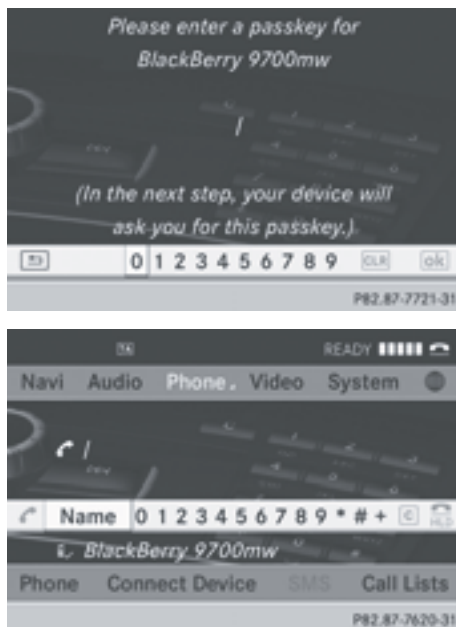 Please enter a passkey for
BlackBerry 9700mw
(In the next step, your device will
ask you for this passkey.)
0 1 2 3 4 5 6 7 8 9 CLR ok
P82.87-7721-31
READY
Navi Audio Phone Video System
Name 0 1 2 3 4 5 6 7 8 9 * # + C
BlackBerry 9700mw
Phone Connect Device SMS Call Lists
P82.87-7620-31